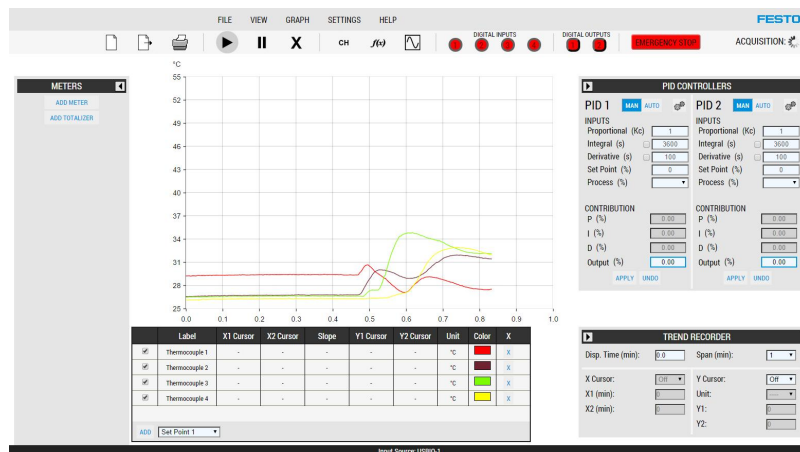 FILE VIEW GRAPH SETTINGS HELP FESTO
CH f(x) DIGITAL INPUTS DIGITAL OUTPUTS EMERGENCY STOP ACQUISITION:
METERS
ADD METER
ADD TOTALIZER
°C
55
52
49
46
43
40
37
34
31
28
25
0.0 0.1 0.2 0.3 0.4 0.5 0.6 0.7 0.8 0.9 1.0
Label X1 Cursor X2 Cursor Slope Y1 Cursor Y2 Cursor Unit Color X
Thermocouple 1 - - - - - °C X
Thermocouple 2 - - - - - °C X
Thermocouple 3 - - - - - °C X
Thermocouple 4 - - - - - °C X
ADD Set Point 1
PID CONTROLLERS
PID 1 MAN AUTO PID 2 MAN AUTO
INPUTS INPUTS
Proportional (Kc) 1 Proportional (Kc) 1
Integral (s) 3600 Integral (s) 3600
Derivative (s) 100 Derivative (s) 100
Set Point (%) 0 Set Point (%) 0
Process (%) Process (%)
CONTRIBUTION CONTRIBUTION
P (%) 0.00 P (%) 0.00
I (%) 0.00 I (%) 0.00
D (%) 0.00 D (%) 0.00
Output (%) 0.00 Output (%) 0.00
APPLY UNDO APPLY UNDO
TREND RECORDER
Disp. Time (min): 0.0 Span (min): 1
X Cursor: Off Y Cursor: Off
X1 (min): 0 Unit: ----
X2 (min): 0 Y1: 0
Y2: 0
Input Source: USBIO-1